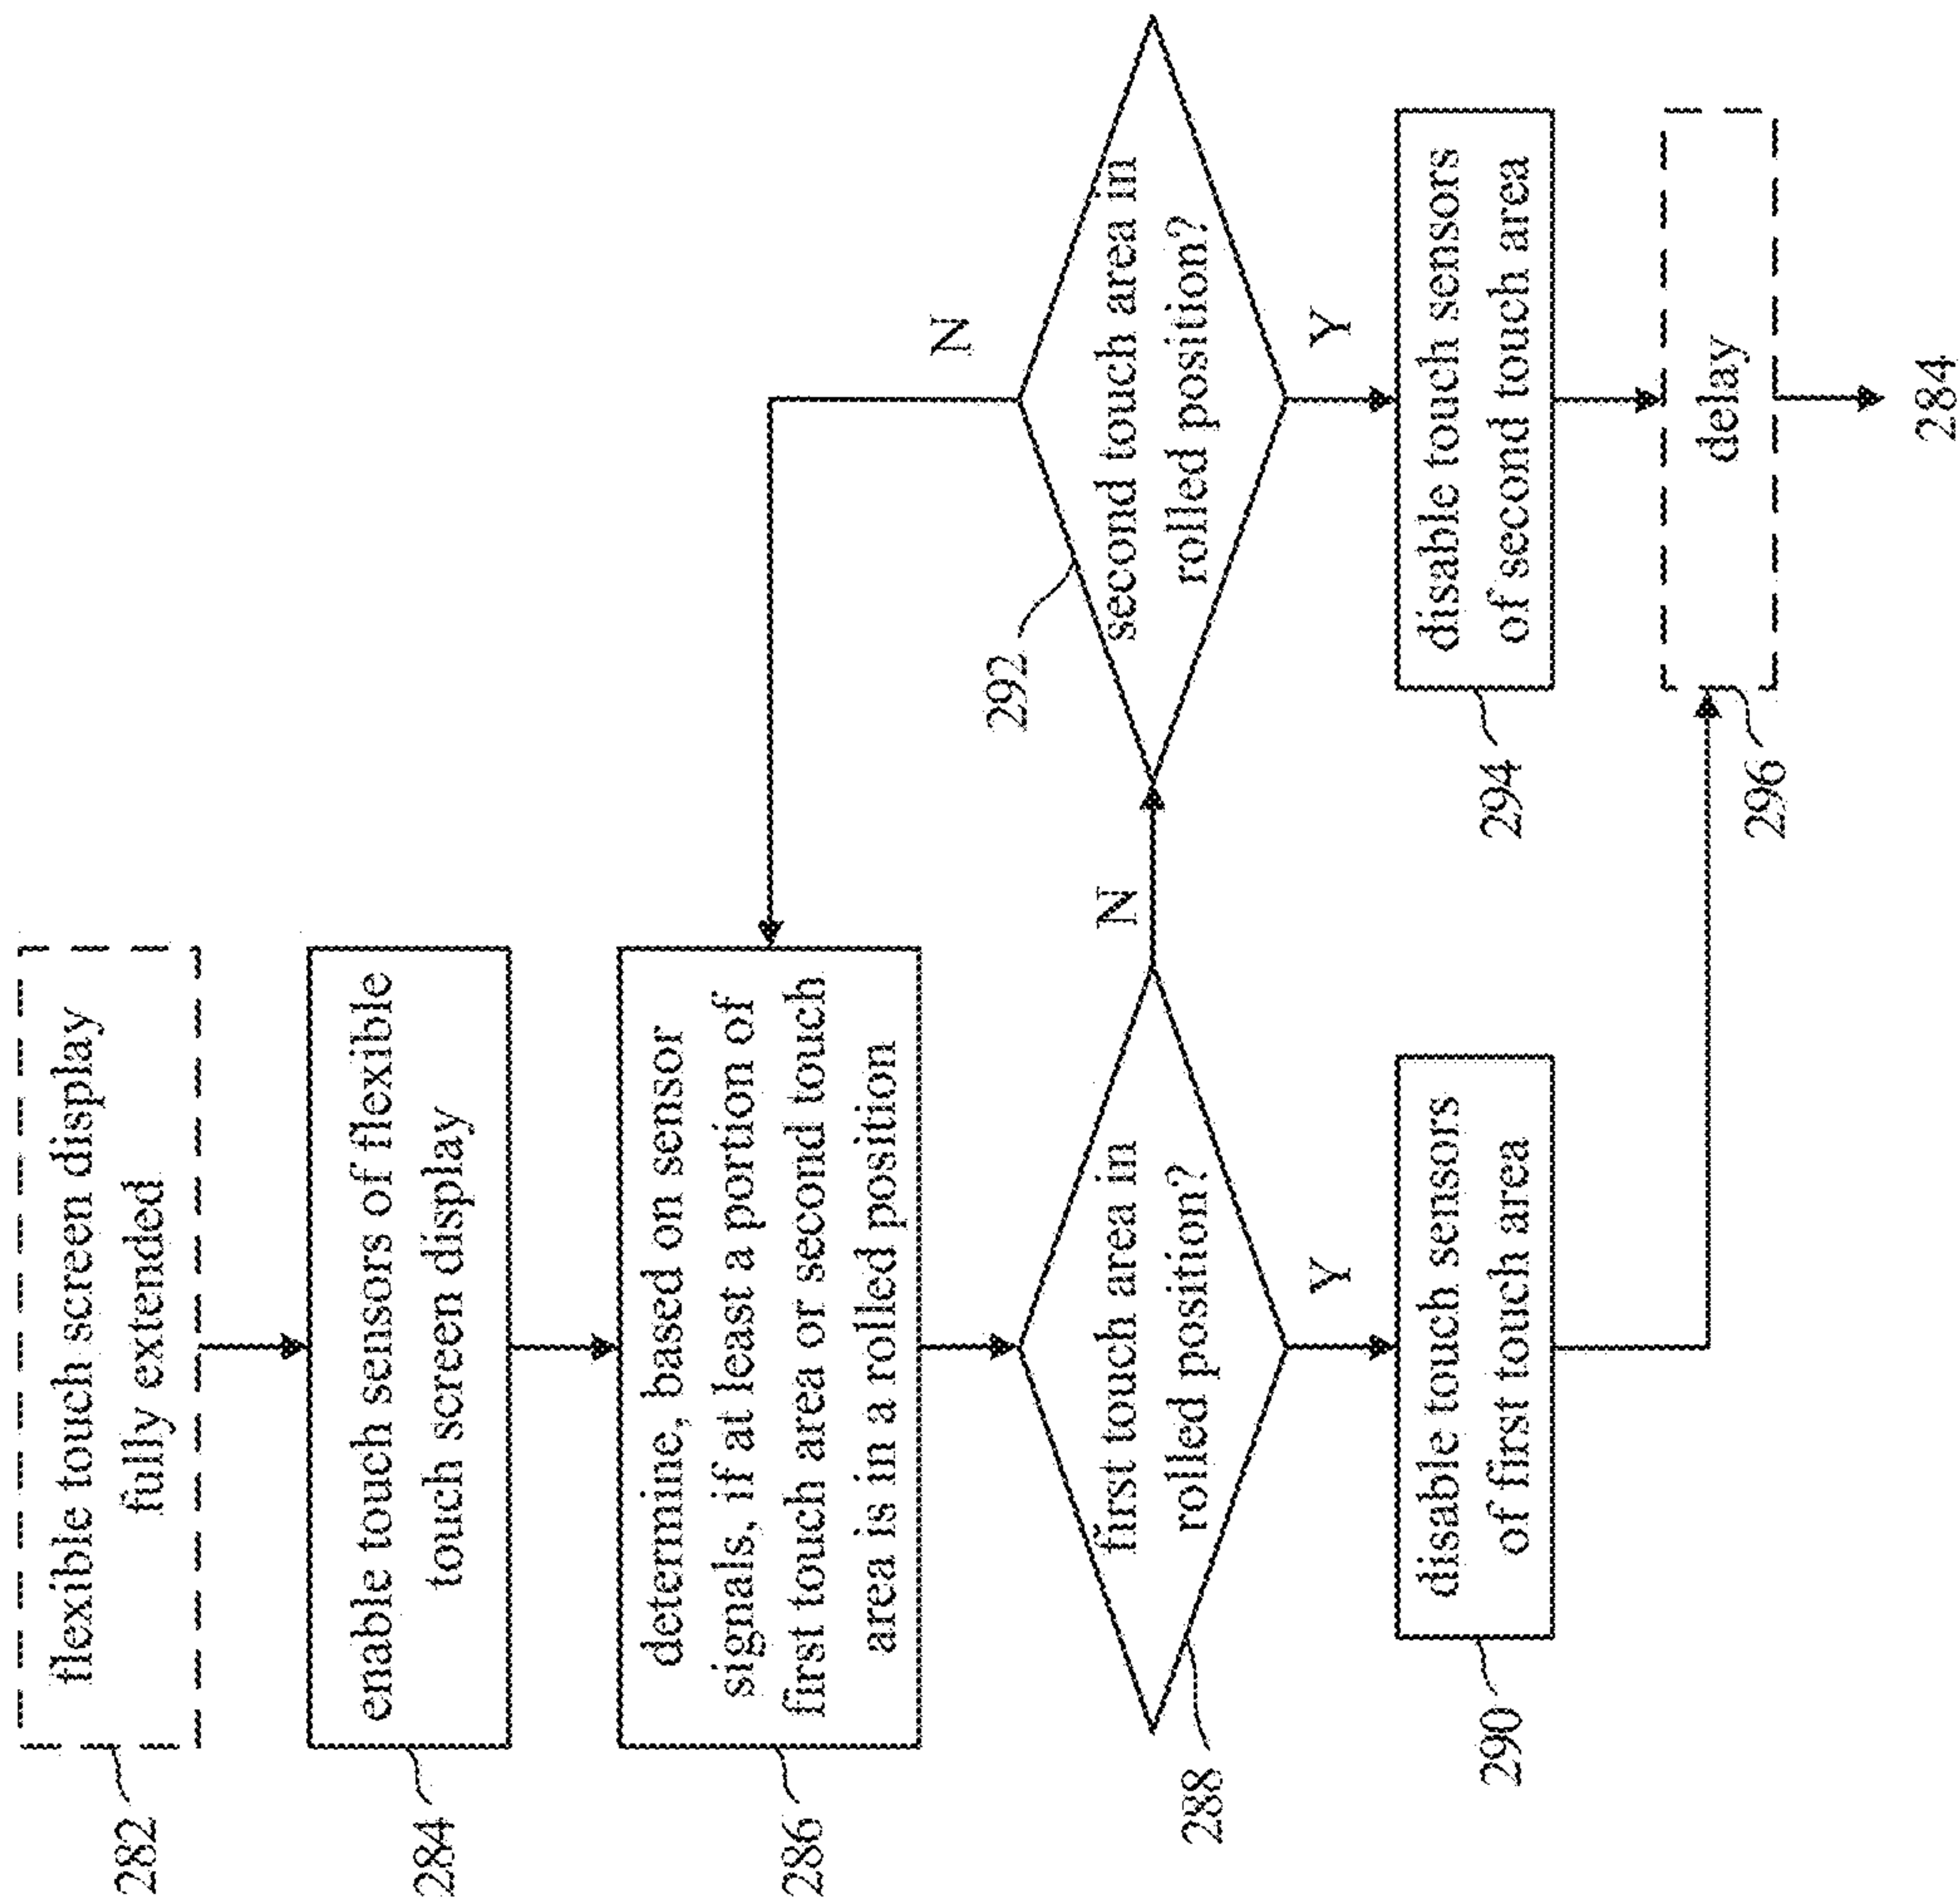 282
flexible touch screen display
fully extended
284
enable touch sensors of flexible
touch screen display
286
determine, based on sensor
signals, if at least a portion of
first touch area or second touch
area is in a rolled position
288
first touch area in
rolled position?
N
Y
290
disable touch sensors
of first touch area
292
second touch area in
rolled position?
N
Y
294
disable touch sensors
of second touch area
296
delay
284